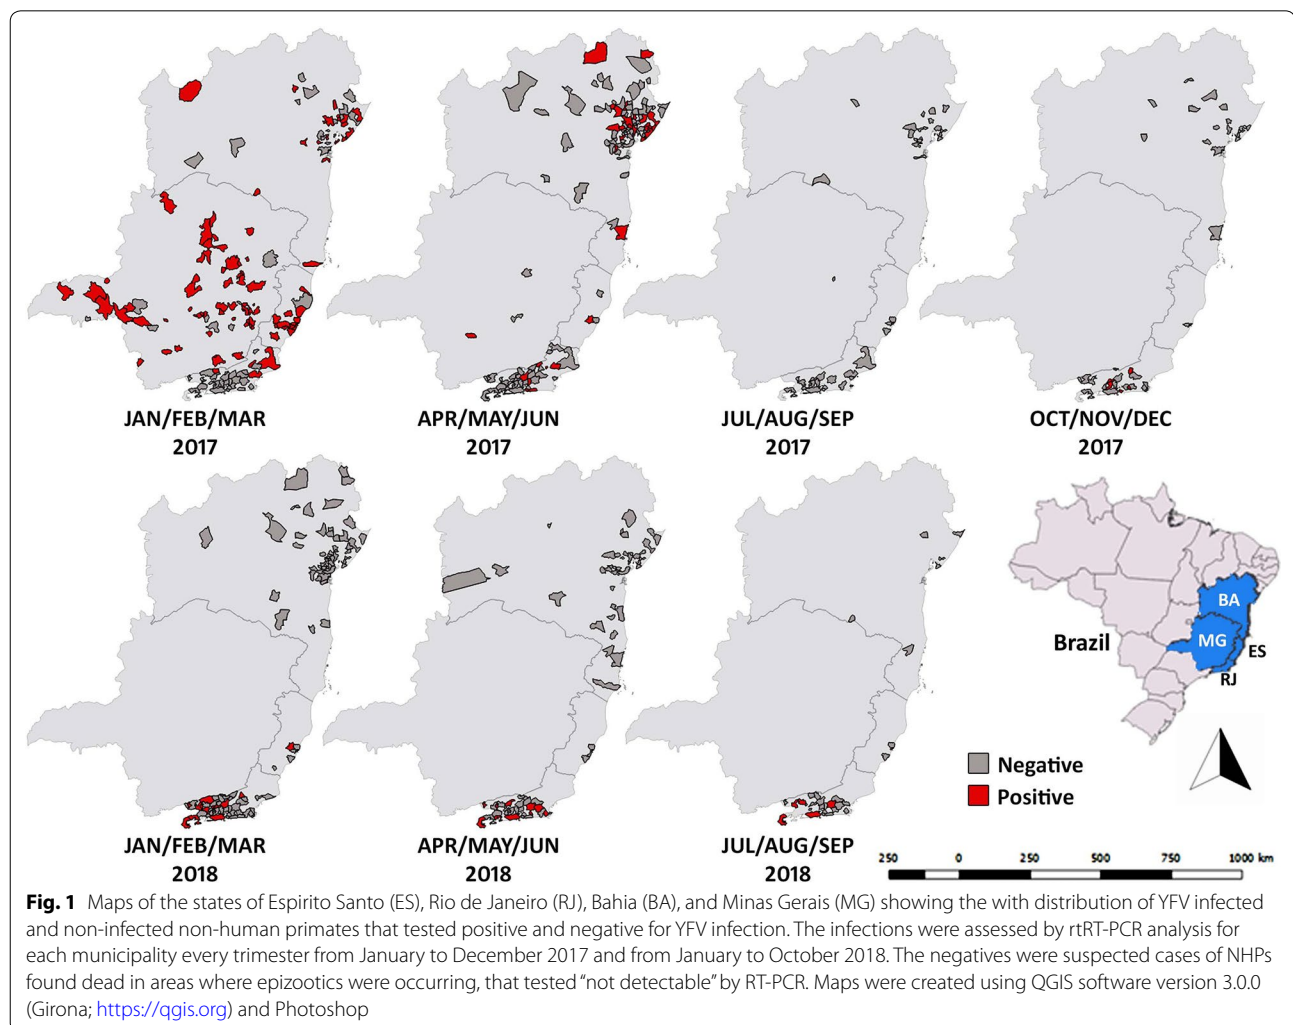 JAN/FEB/MAR
2017
APR/MAY/JUN
2017
JUL/AUG/SEP
2017
OCT/NOV/DEC
2017
BA
MG
Brazil
ES
RJ
Negative
Positive
JAN/FEB/MAR
2018
APR/MAY/JUN
2018
JUL/AUG/SEP
2018
250 0 250 500 750 1000 km
Fig. 1 Maps of the states of Espirito Santo (ES), Rio de Janeiro (RJ), Bahia (BA), and Minas Gerais (MG) showing the with distribution of YFV infected
and non-infected non-human primates that tested positive and negative for YFV infection. The infections were assessed by rtRT-PCR analysis for
each municipality every trimester from January to December 2017 and from January to October 2018. The negatives were suspected cases of NHPs
found dead in areas where epizootics were occurring, that tested “not detectable” by RT-PCR. Maps were created using QGIS software version 3.0.0
(Girona; https://qgis.org) and Photoshop